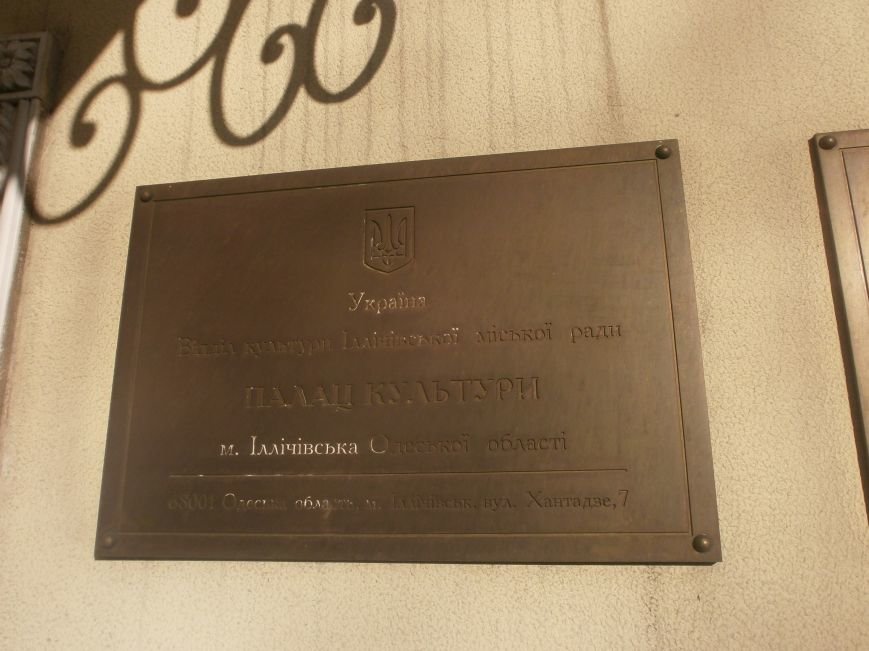 Україна
Відділ культури Іллічівської міської ради
ПАЛАЦ КУЛЬТУРИ
м. Іллічівська Одеської області
68001 Одеська область, м. Іллічівськ, вул. Хантадзе,7